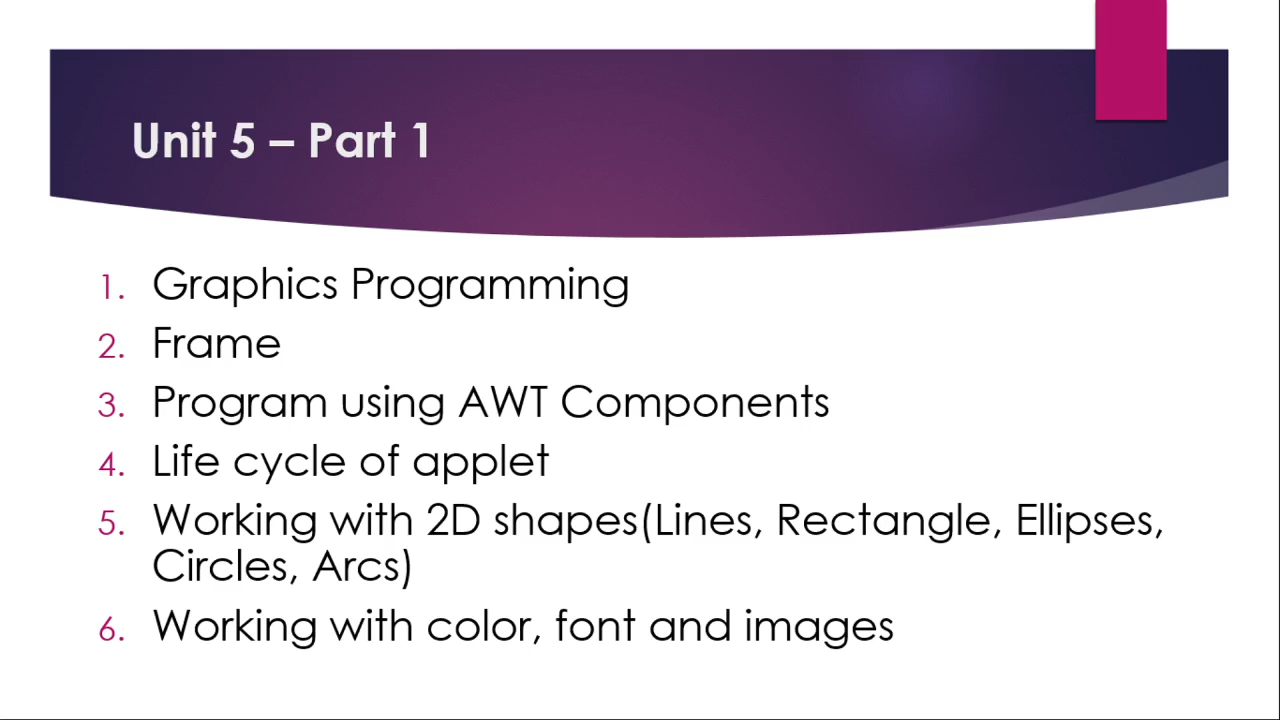 Unit 5 – Part 1
1. Graphics Programming
2. Frame
3. Program using AWT Components
4. Life cycle of applet
5. Working with 2D shapes(Lines, Rectangle, Ellipses,
Circles, Arcs)
6. Working with color, font and images